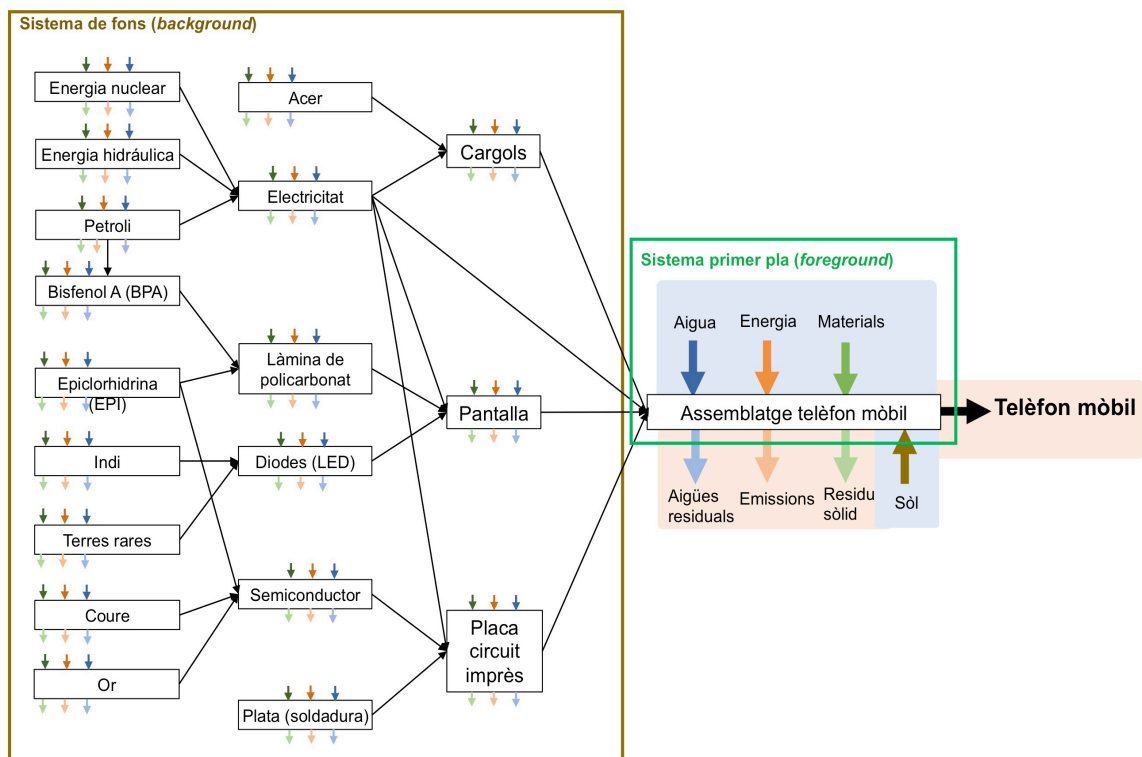 Sistema de fons (background)
Energia nuclear
Energia hidráulica
Petroli
Bisfenol A (BPA)
Epiclorhidrina
(EPI)
Indi
Terres rares
Coure
Or
Acer
Electricitat
Làmina de
policarbonat
Diodes (LED)
Semiconductor
Plata (soldadura)
Cargols
Pantalla
Placa
circuit
imprès
Sistema primer pla (foreground)
Aigua
Energia
Materials
Assemblatge telèfon mòbil
Telèfon mòbil
Aigües
residuals
Emissions
Residu
sòlid
Sòl